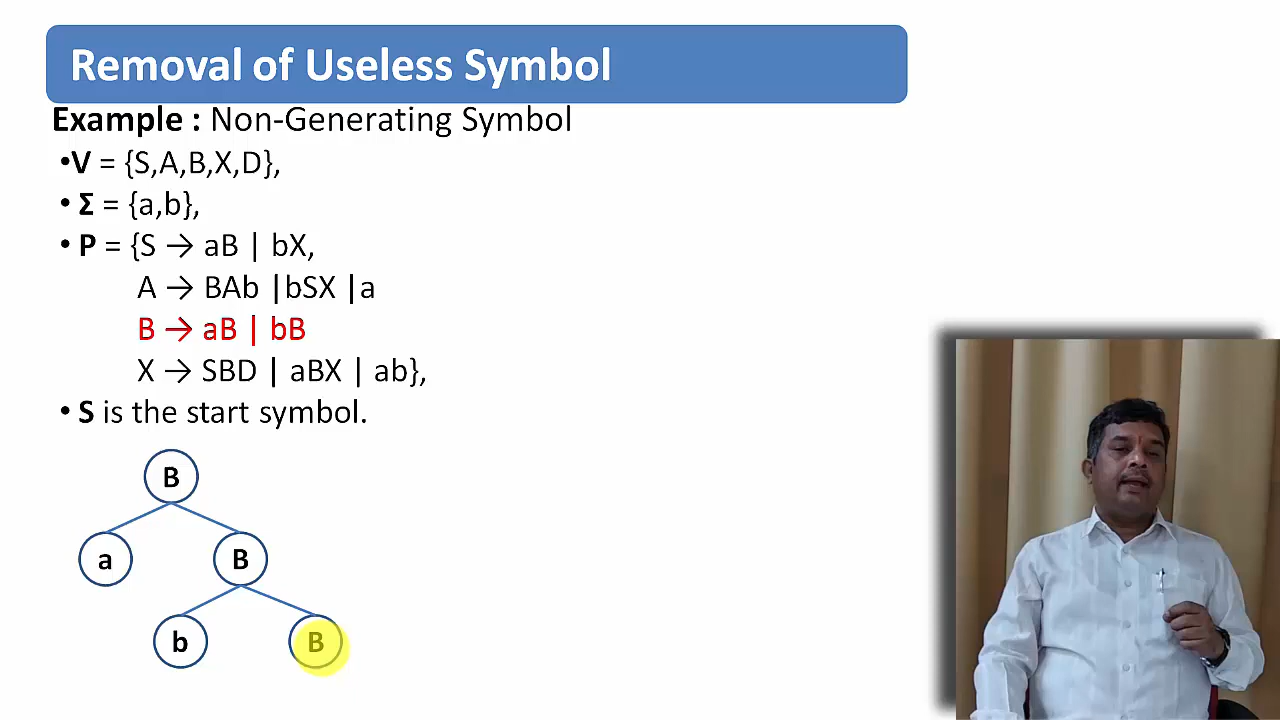 Removal of Useless Symbol
Example : Non-Generating Symbol
•V = {S,A,B,X,D},
• Σ = {a,b},
• P = {S → aB | bX,
A → BAb |bSX |a
B → aB | bB
X → SBD | aBX | ab},
• S is the start symbol.
B
a B
b B